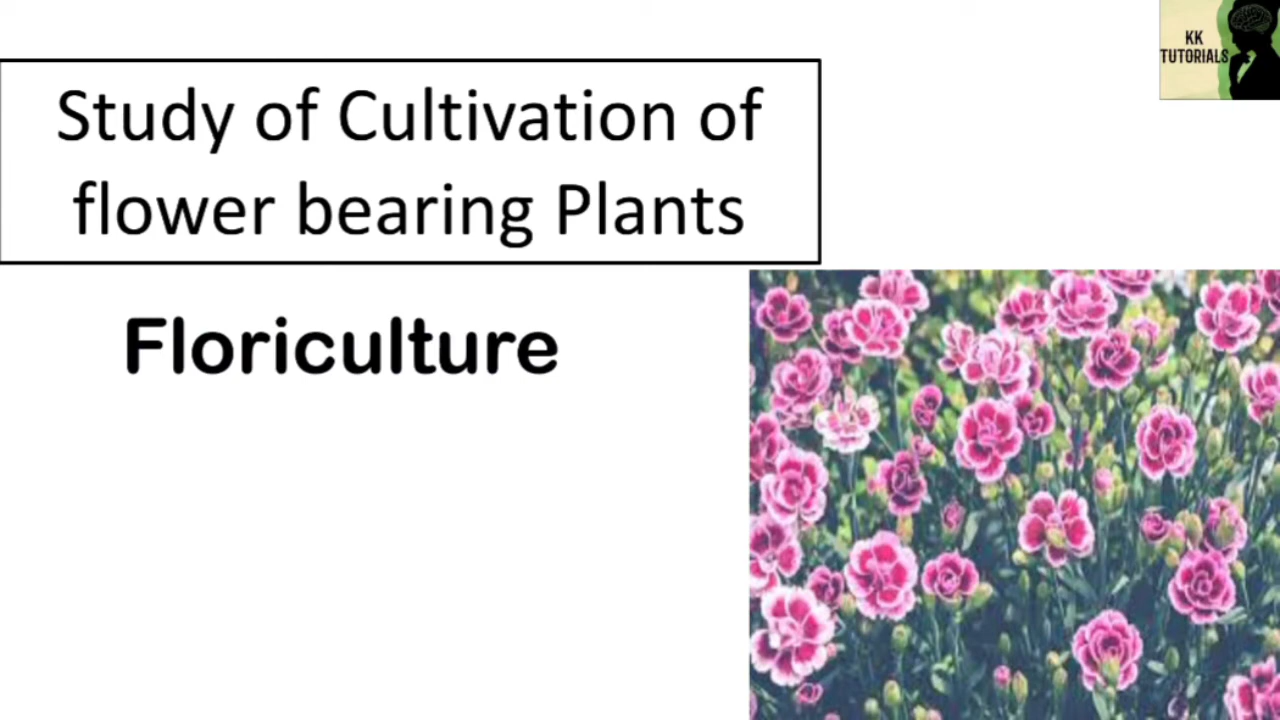 KK
TUTORIALS
Study of Cultivation of
flower bearing Plants
Floriculture